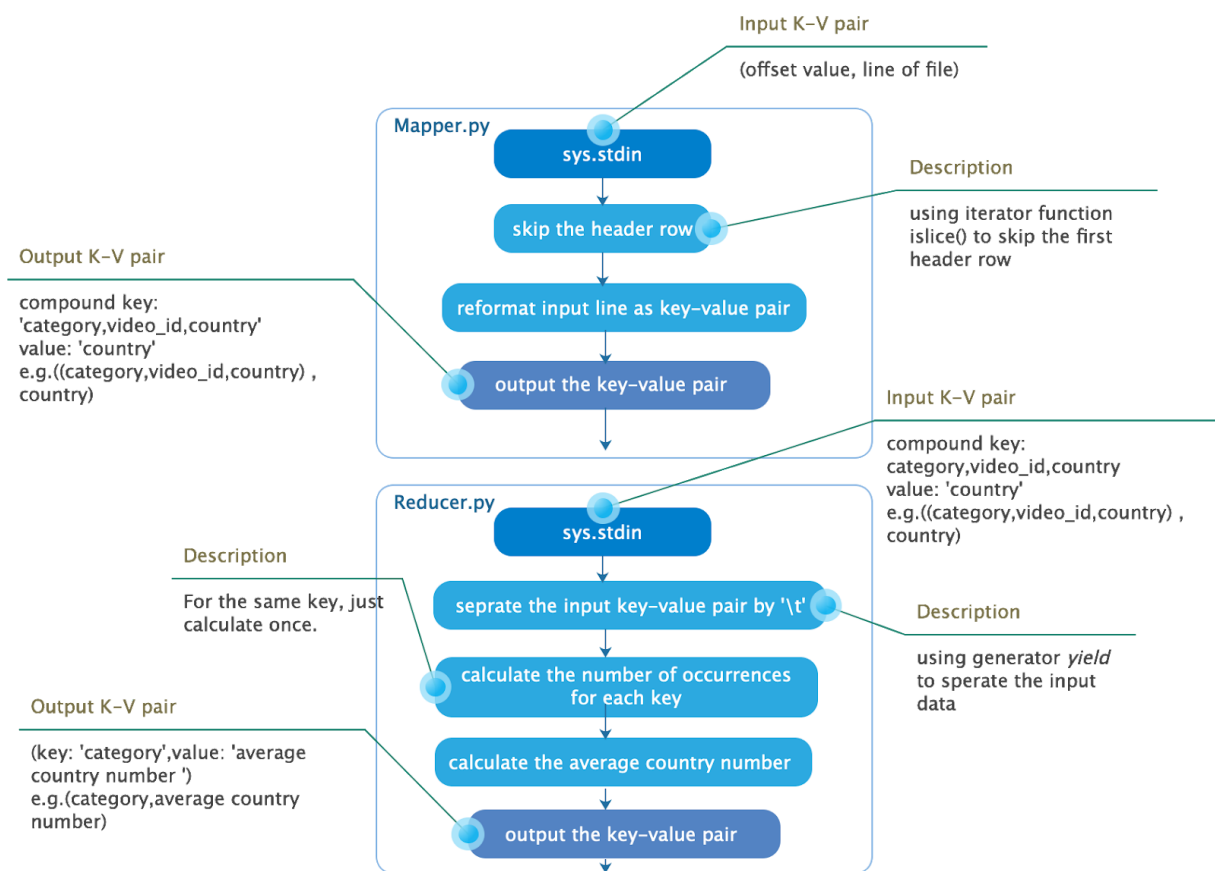 Input K-V pair
(offset value, line of file)
Mapper.py
sys.stdin
Description
skip the header row
using iterator function
islice() to skip the first
header row
Output K-V pair
compound key:
'category,video_id,country'
value: 'country'
e.g.((category,video_id,country) ,
country)
reformat input line as key-value pair
output the key-value pair
Input K-V pair
compound key:
category,video_id,country
value: 'country'
e.g.((category,video_id,country) ,
country)
Reducer.py
sys.stdin
Description
For the same key, just
calculate once.
seprate the input key-value pair by '\t'
Description
using generator yield
to sperate the input
data
calculate the number of occurrences
for each key
Output K-V pair
(key: 'category',value: 'average
country number ')
e.g.(category,average country
number)
calculate the average country number
output the key-value pair